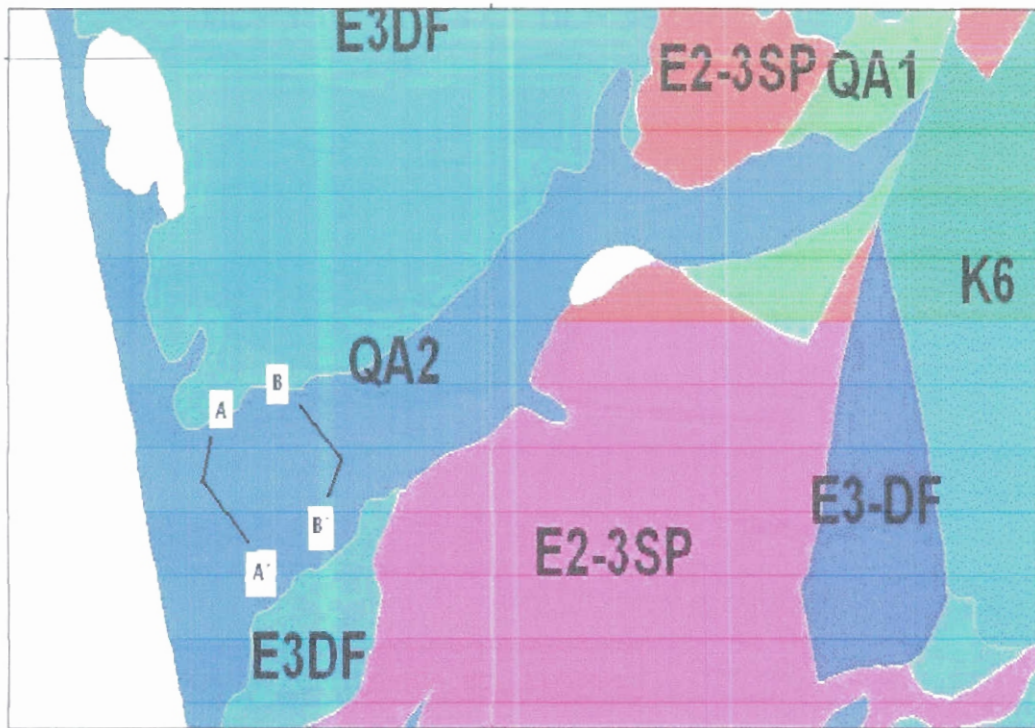 E3DF
E2-3SP
QA1
K6
QA2
B
A
E3-DF
B'
E2-3SP
A'
E3DF